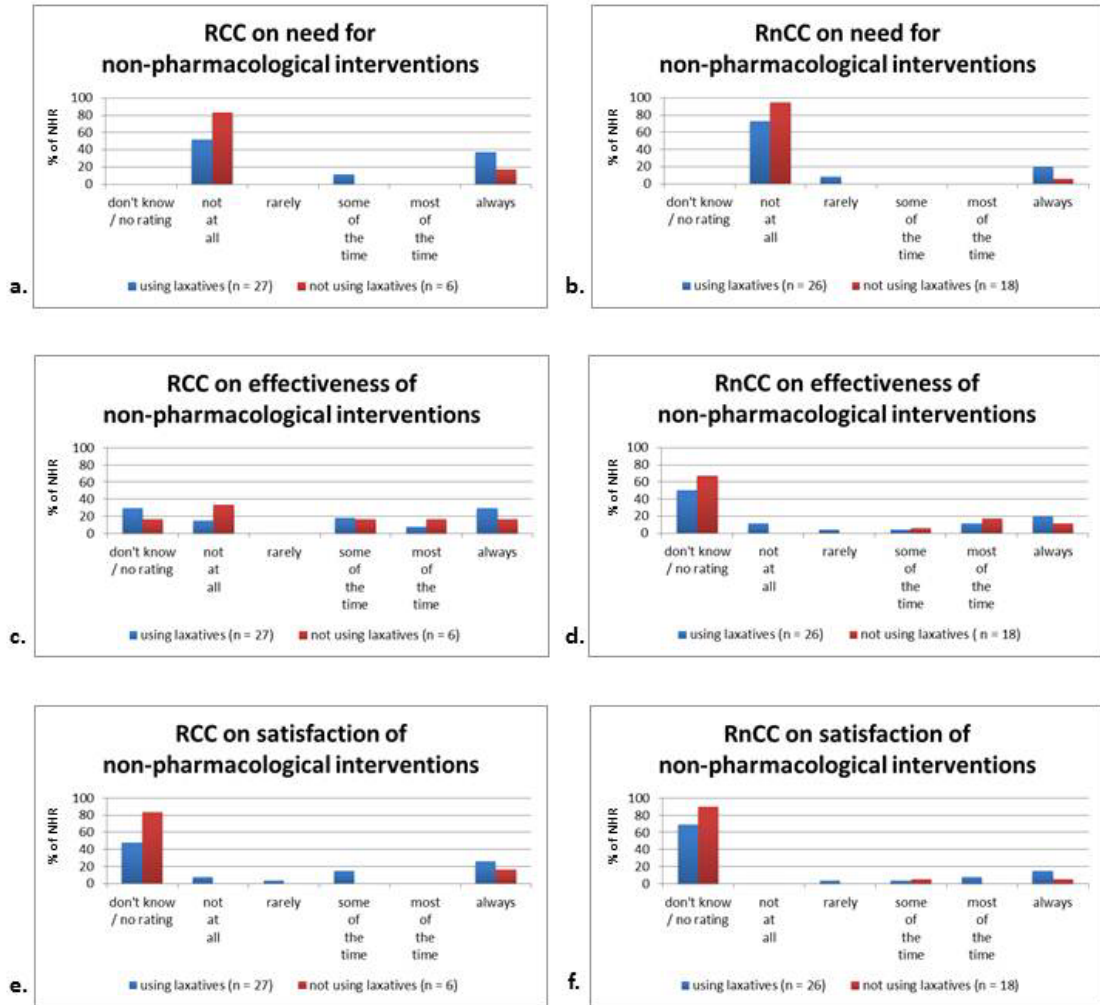 RCC on need for
non-pharmacological interventions
% of NHR
100
80
60
40
20
0
don't know
/ no rating
not
at
all
rarely
some
of
the
time
most
of
the
time
always
using laxatives (n = 27)
not using laxatives (n = 6)
a.
RnCC on need for
non-pharmacological interventions
% of NHR
100
80
60
40
20
0
don't know
/ no rating
not
at
all
rarely
some
of
the
time
most
of
the
time
always
using laxatives (n = 26)
not using laxatives (n = 18)
b.
RCC on effectiveness of
non-pharmacological interventions
% of NHR
100
80
60
40
20
0
don't know
/ no rating
not
at
all
rarely
some
of
the
time
most
of
the
time
always
using laxatives (n = 27)
not using laxatives (n = 6)
c.
RnCC on effectiveness of
non-pharmacological interventions
% of NHR
100
80
60
40
20
0
don't know
/ no rating
not
at
all
rarely
some
of
the
time
most
of
the
time
always
using laxatives (n = 26)
not using laxatives ( n = 18)
d.
RCC on satisfaction of
non-pharmacological interventions
% of NHR
100
80
60
40
20
0
don't know
/ no rating
not
at
all
rarely
some
of
the
time
most
of
the
time
always
using laxatives (n = 27)
not using laxatives (n = 6)
e.
RnCC on satisfaction of
non-pharmacological interventions
% of NHR
100
80
60
40
20
0
don't know
/ no rating
not
at
all
rarely
some
of
the
time
most
of
the
time
always
using laxatives (n = 26)
not using laxatives (n = 18)
f.